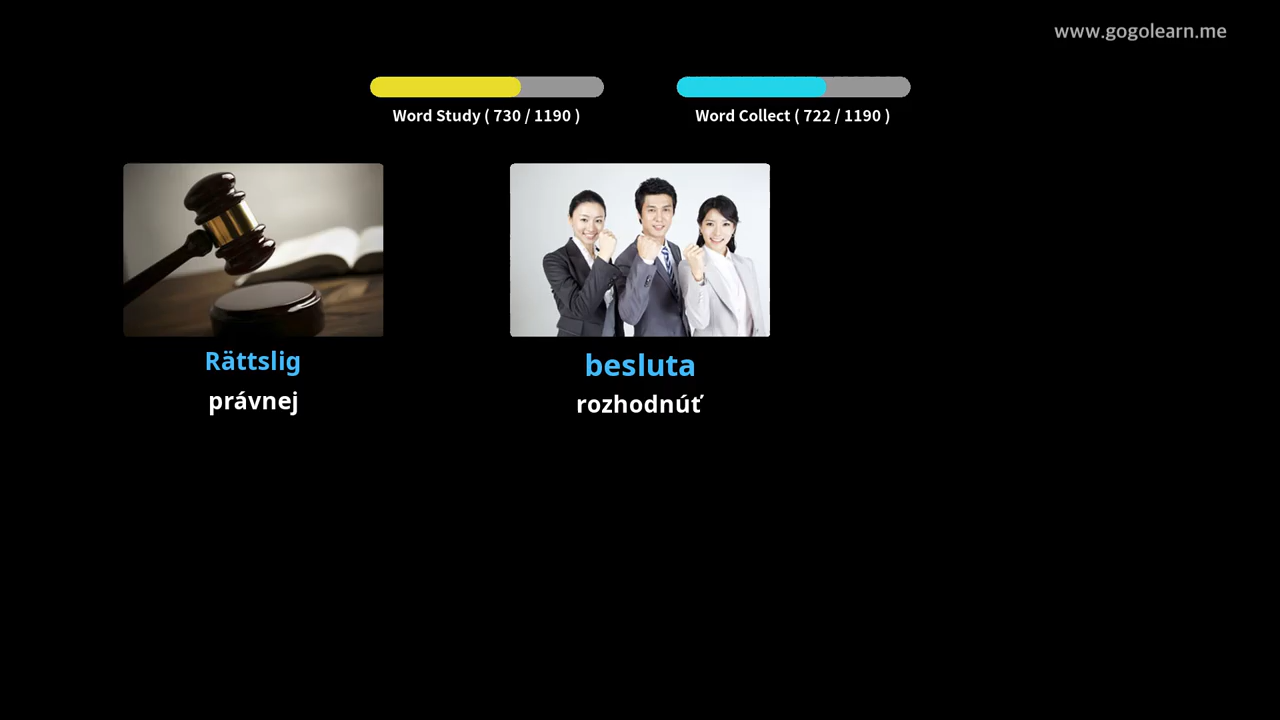 www.gogolearn.me
Word Study ( 730 / 1190 )
Word Collect ( 722 / 1190 )
Rättslig
právnej
besluta
rozhodnúť